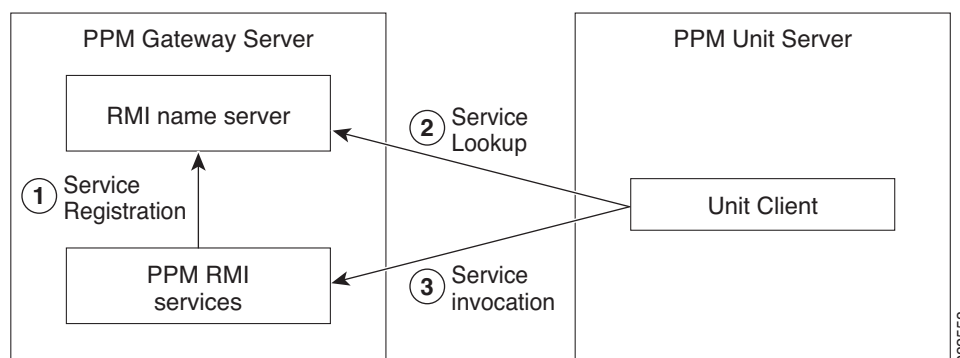 PPM Gateway Server
PPM Unit Server
RMI name server
2
Service
Lookup
1
Service
Registration
Unit Client
PPM RMI
services
3
Service
invocation